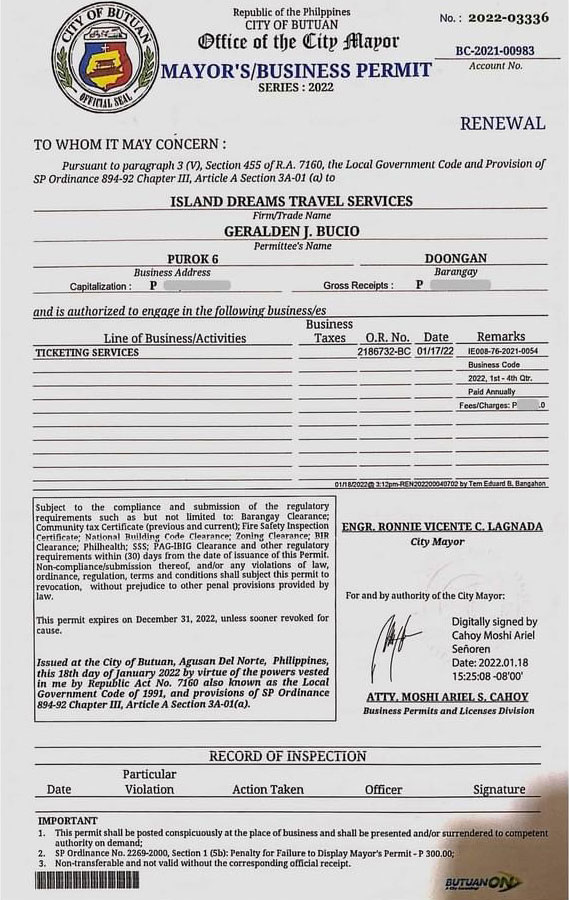 CITY OF BUTUAN
OFFICIAL SEAL
Republic of the Philippines
CITY OF BUTUAN
Office of the City Mayor
MAYOR'S/BUSINESS PERMIT
SERIES : 2022
No. : 2022-03336
BC-2021-00983
Account No.
RENEWAL
TO WHOM IT MAY CONCERN :
Pursuant to paragraph 3 (V), Section 455 of R.A. 7160, the Local Government Code and Provision of
SP Ordinance 894-92 Chapter III, Article A Section 3A-01 (a) to
ISLAND DREAMS TRAVEL SERVICES
Firm/Trade Name
GERALDEN J. BUCIO
Permittee's Name
PUROK 6 DOONGAN
Business Address Barangay
Capitalization : P Gross Receipts : P
and is authorized to engage in the following business/es
Line of Business/Activities Business Taxes O.R. No. Date Remarks
TICKETING SERVICES 2186732-BC 01/17/22 IE008-76-2021-0054
Business Code
2022, 1st - 4th Qtr.
Paid Annually
Fees/Charges: P .0
01/18/2022@ 3:12pm-REN202200040702 by Tem Eduard B. Bangahon
Subject to the compliance and submission of the regulatory
requirements such as but not limited to: Barangay Clearance;
Community tax Certificate (previous and current); Fire Safety Inspection
Certificate; National Building Code Clearance; Zoning Clearance; BIR
Clearance; Philhealth; SSS; PAG-IBIG Clearance and other regulatory
requirements within (30) days from the date of issuance of this Permit.
Non-compliance/submission thereof, and/or any violations of law,
ordinance, regulation, terms and conditions shall subject this permit to
revocation, without prejudice to other penal provisions provided by
law.
This permit expires on December 31, 2022, unless sooner revoked for
cause.
Issued at the City of Butuan, Agusan Del Norte, Philippines,
this 18th day of January 2022 by virtue of the powers vested
in me by Republic Act No. 7160 also known as the Local
Government Code of 1991, and provisions of SP Ordinance
894-92 Chapter III, Article A Section 3A-01(a).
ENGR. RONNIE VICENTE C. LAGNADA
City Mayor
For and by authority of the City Mayor:
Digitally signed by
Cahoy Moshi Ariel
Señoren
Date: 2022.01.18
15:25:08 -08'00'
ATTY. MOSHI ARIEL S. CAHOY
Business Permits and Licenses Division
RECORD OF INSPECTION
Date Particular Violation Action Taken Officer Signature
IMPORTANT
1. This permit shall be posted conspicuously at the place of business and shall be presented and/or surrendered to competent
authority on demand;
2. SP Ordinance No. 2269-2000, Section 1 (5b): Penalty for Failure to Display Mayor's Permit - P 300.00;
3. Non-transferable and not valid without the corresponding official receipt.
BUTUAN ON